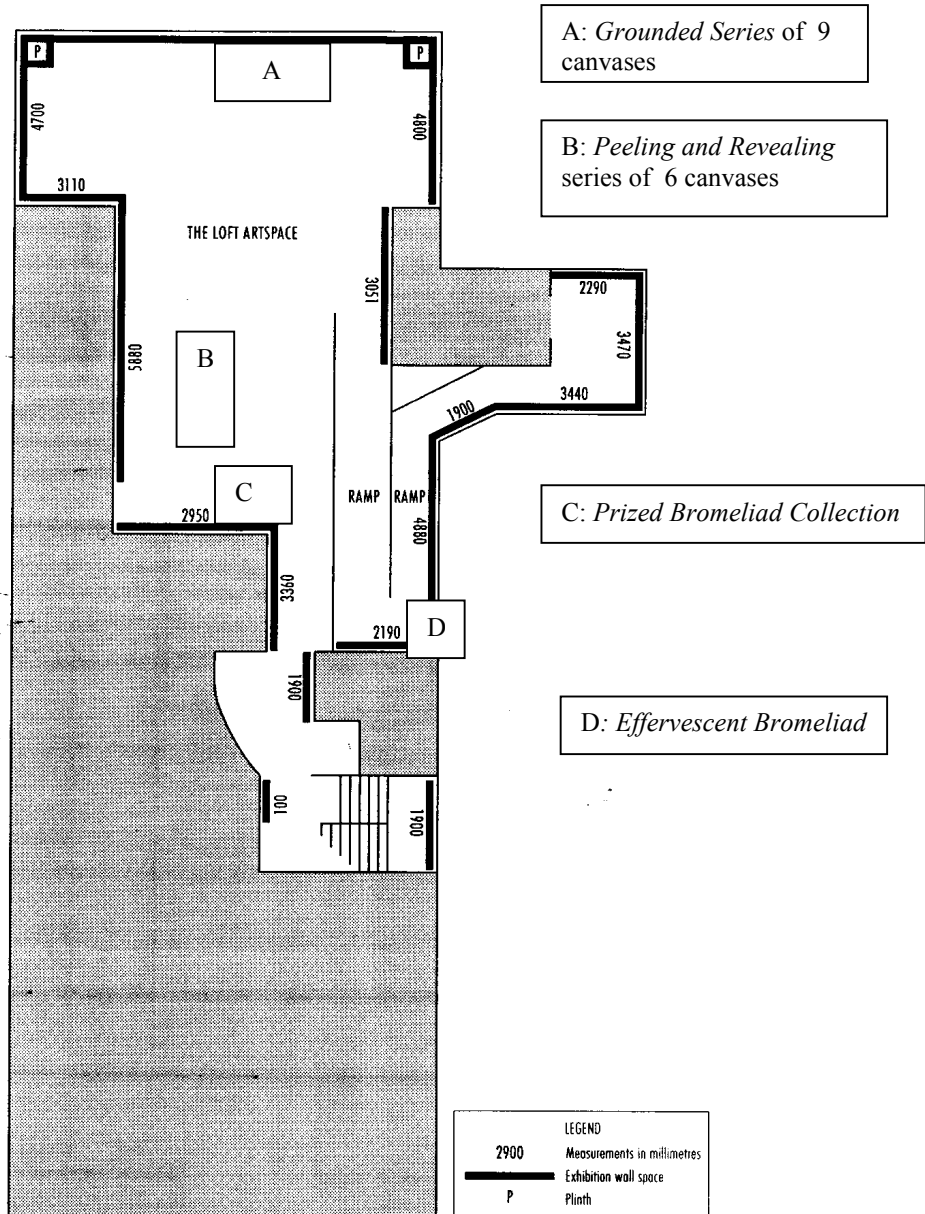 A: Grounded Series of 9
canvases
P
A
P
4700
4800
B: Peeling and Revealing
series of 6 canvases
3110
THE LOFT ARTSPACE
3051
2290
3470
5880
B
3440
1900
C
RAMP
RAMP
C: Prized Bromeliad Collection
2950
4880
3360
D
2190
1900
D: Effervescent Bromeliad
100
1900
LEGEND
2900 Measurements in millimetres
Exhibition wall space
P Plinth